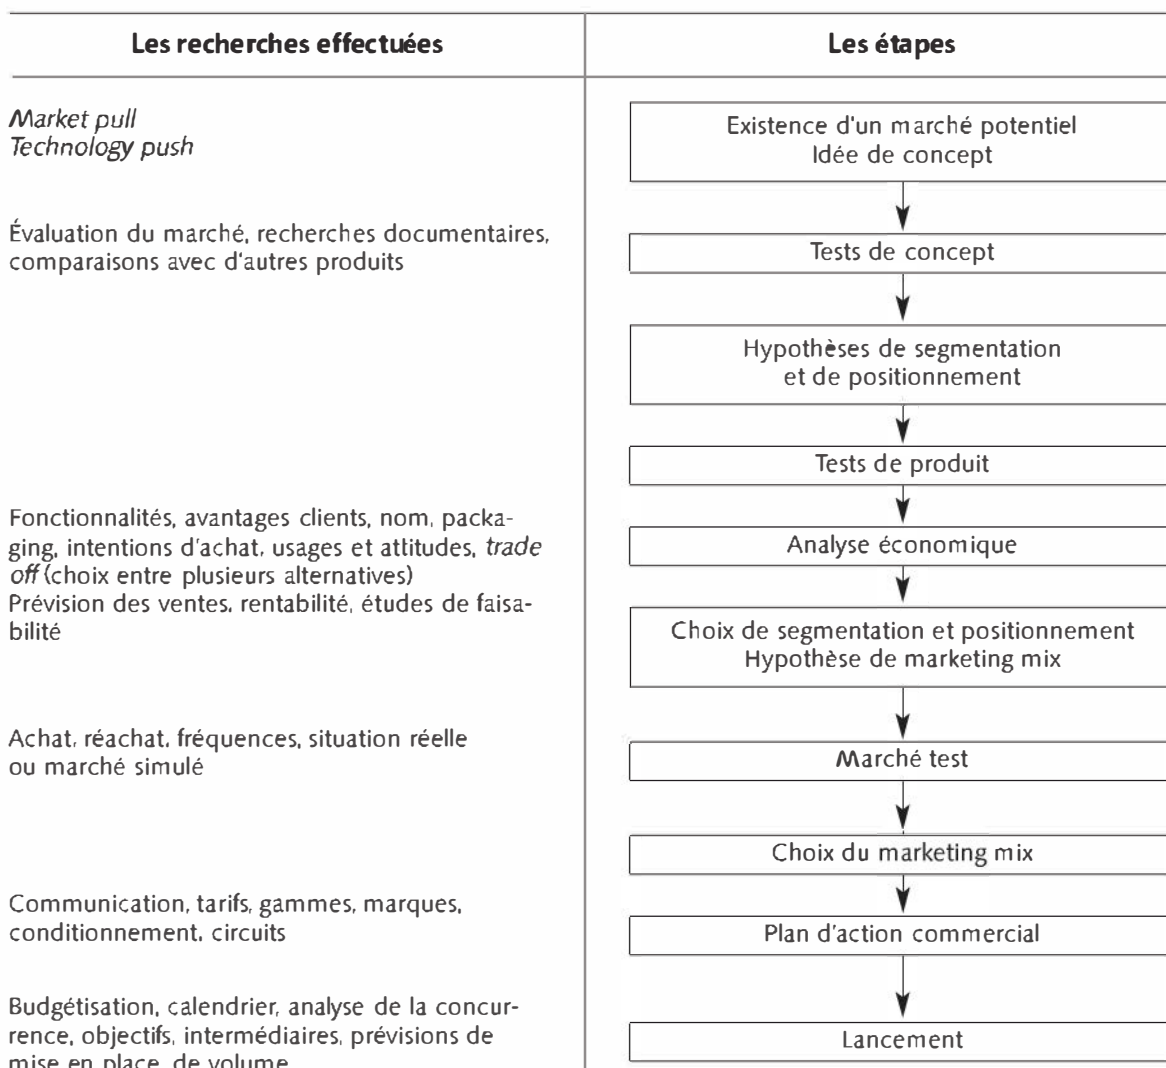 Les recherches effectuées
Les étapes
Market pull
Technology push
Existence d'un marché potentiel
Idée de concept
Évaluation du marché, recherches documentaires,
comparaisons avec d'autres produits
Tests de concept
Hypothèses de segmentation
et de positionnement
Tests de produit
Fonctionnalités, avantages clients, nom, packa-
ging, intentions d'achat, usages et attitudes, trade
off (choix entre plusieurs alternatives)
Prévision des ventes, rentabilité, études de faisa-
bilité
Analyse économique
Choix de segmentation et positionnement
Hypothèse de marketing mix
Achat, réachat, fréquences, situation réelle
ou marché simulé
Marché test
Choix du marketing mix
Communication, tarifs, gammes, marques,
conditionnement, circuits
Plan d'action commercial
Budgétisation, calendrier, analyse de la concur-
rence, objectifs, intermédiaires, prévisions de
mise en place, de volume
Lancement